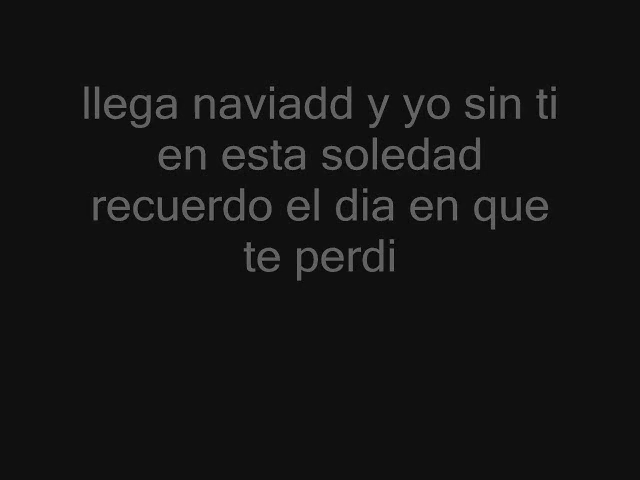 llega naviadd y yo sin ti
en esta soledad
recuerdo el dia en que
te perdi